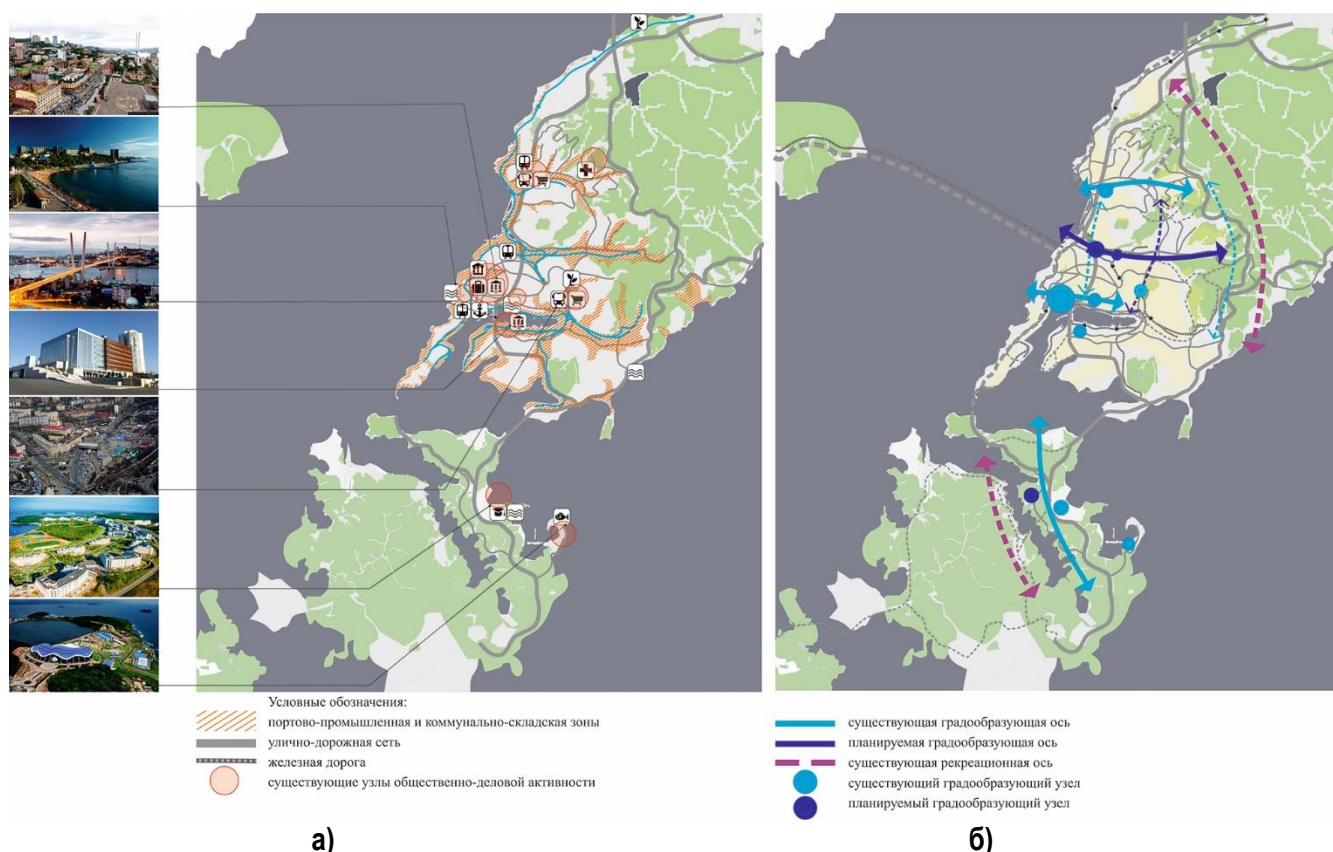 Условные обозначения:
портово-промышленная и коммунально-складская зоны
улично-дорожная сеть
железная дорога
существующие узлы общественно-деловой активности
существующая градообразующая ось
планируемая градообразующая ось
существующая рекреационная ось
существующий градообразующий узел
планируемый градообразующий узел
а)
б)